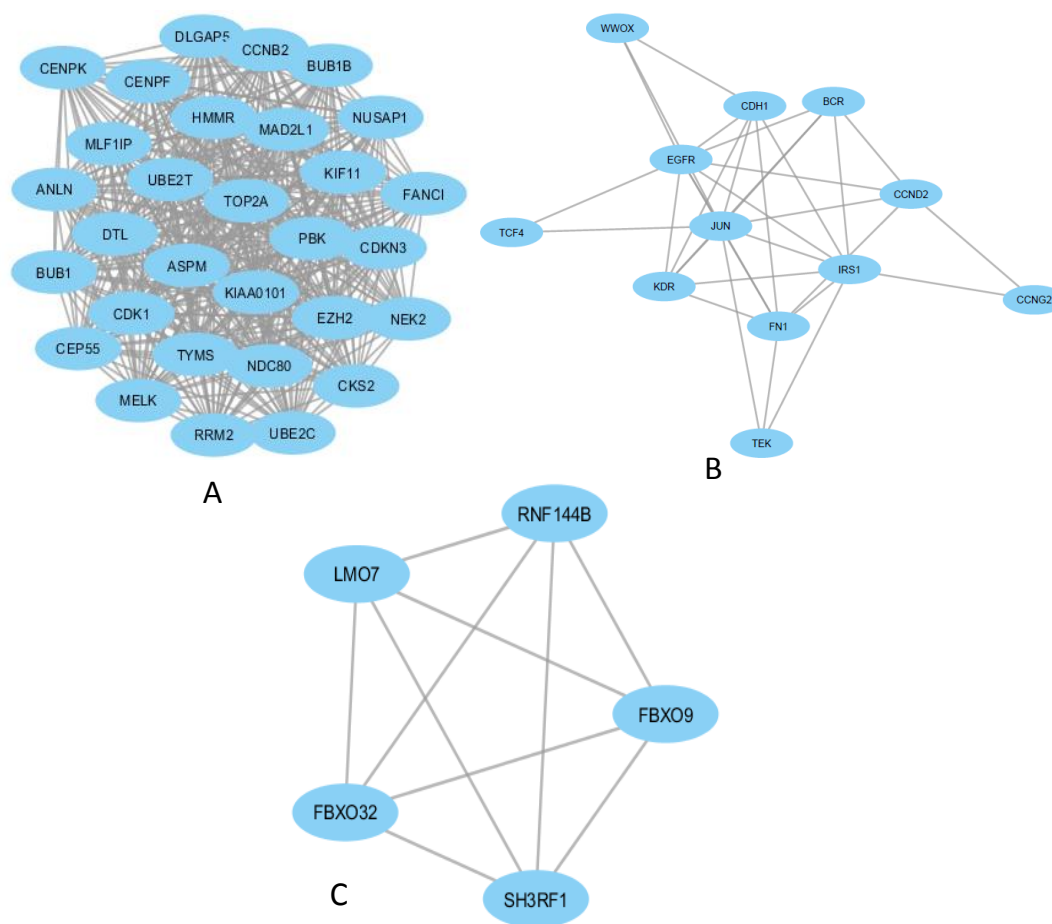 DLGAP5
CCNB2
BUB1B
CENPK
CENPF
HMMR
MAD2L1
NUSAP1
MLF1IP
UBE2T
KIF11
ANLN
TOP2A
FANCI
DTL
PBK
CDKN3
BUB1
ASPM
KIAA0101
CDK1
EZH2
NEK2
CEP55
TYMS
NDC80
MELK
CKS2
RRM2
UBE2C
A
WWOX
CDH1
BCR
EGFR
CCND2
TCF4
JUN
IRS1
KDR
CCNG2
FN1
TEK
B
RNF144B
LMO7
FBXO9
FBXO32
SH3RF1
C